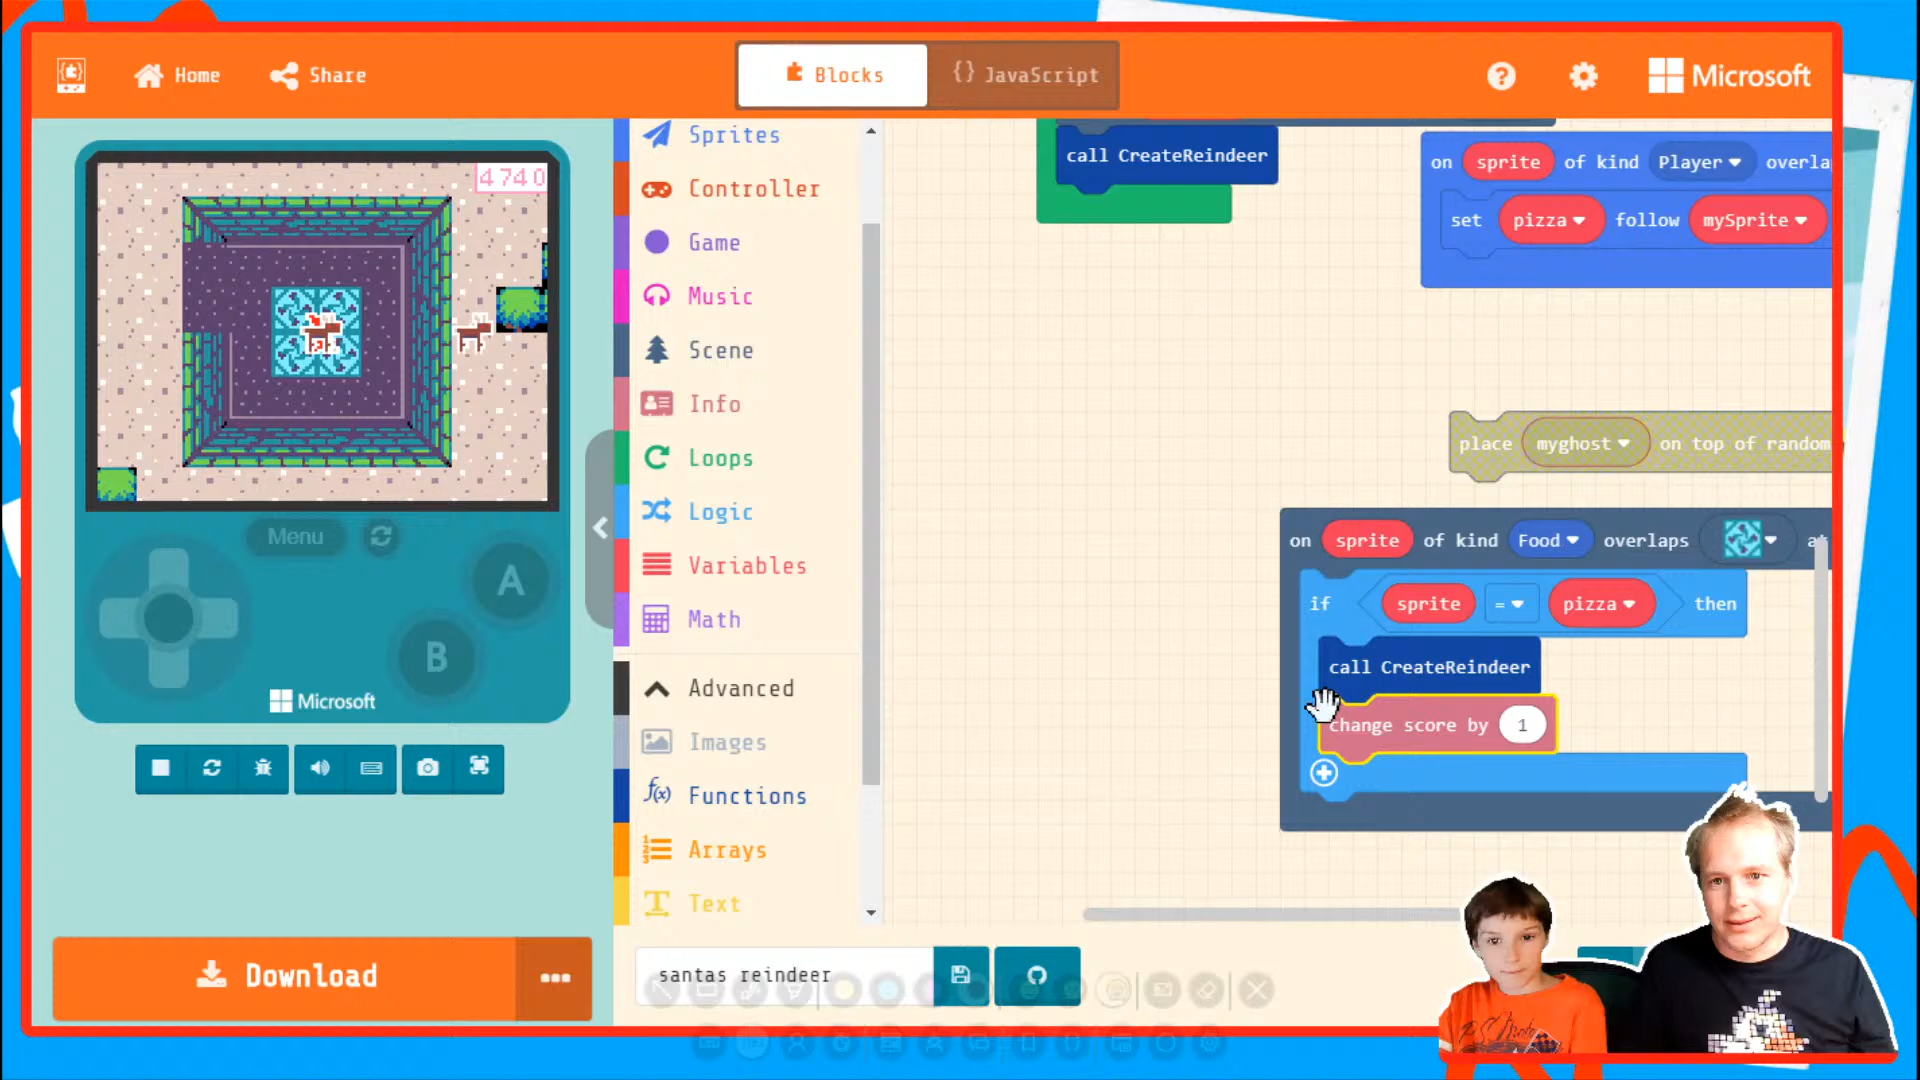 Home
Share
Blocks
{} JavaScript
?
Microsoft
4740
Menu
A
B
Microsoft
Download
Sprites
Controller
Game
Music
Scene
Info
Loops
Logic
Variables
Math
Advanced
Images
f(x) Functions
Arrays
Text
santas reindeer
call CreateReindeer
on sprite of kind Player overla
set pizza follow mySprite
place myghost on top of random
on sprite of kind Food overlaps
if sprite = pizza then
call CreateReindeer
change score by 1